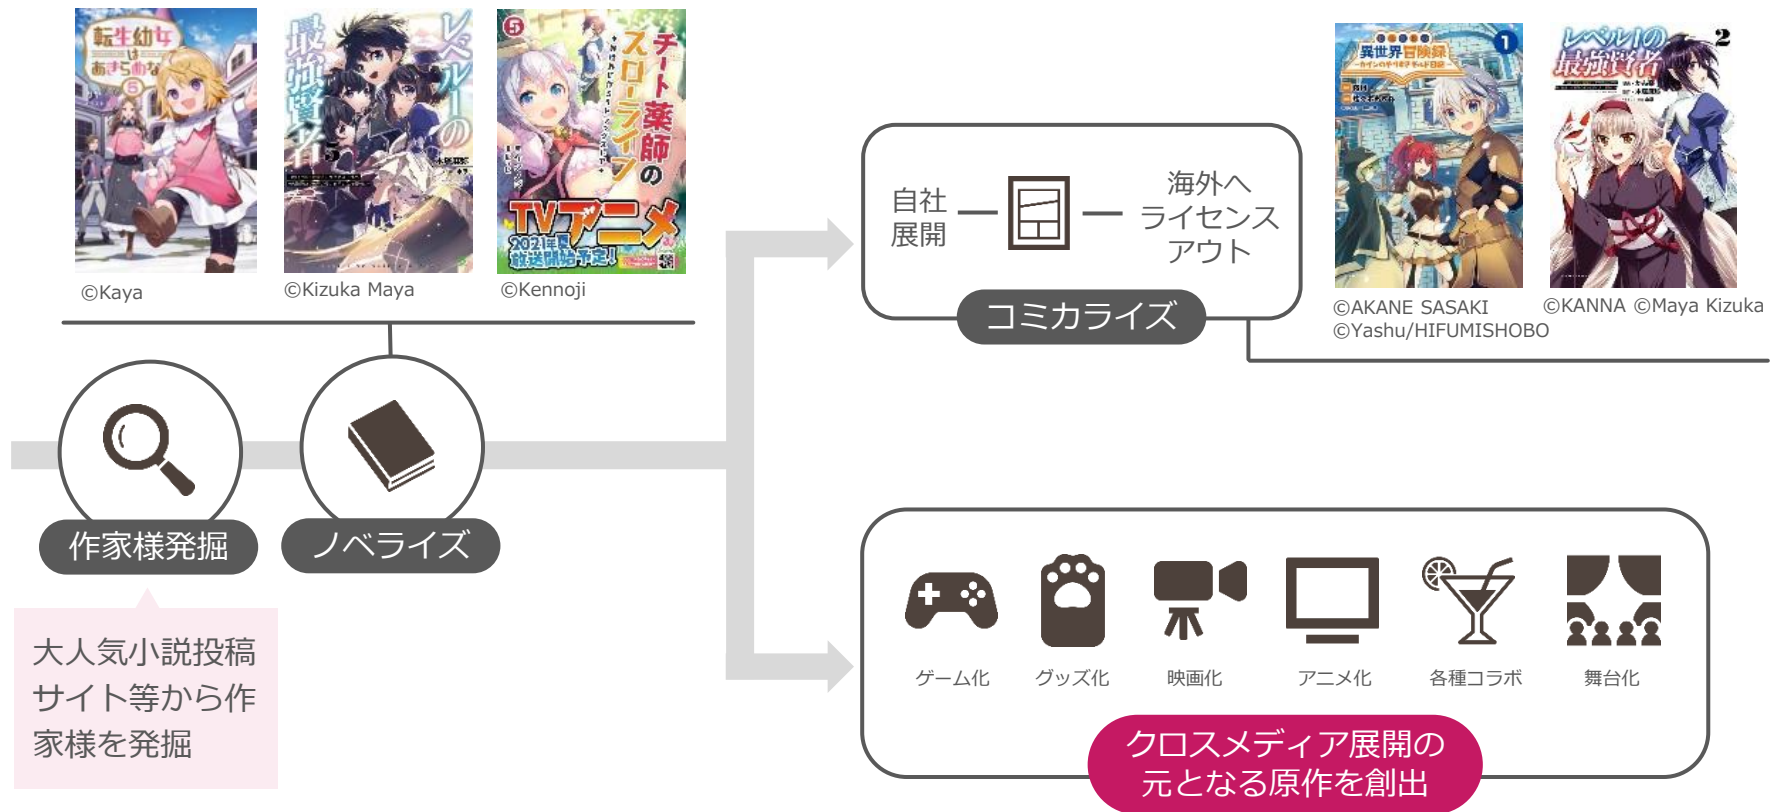 転生幼女
は
あきらめない
5
©Kaya
レベル1の
最強賢者
5
木塚麻弥
©Kizuka Maya
5
チート薬師の
スローライフ
TVアニメ
2021年夏
放送開始予定!
©Kennoji
自社
展開
海外へ
ライセンス
アウト
コミカライズ
異世界冒険録
1
©AKANE SASAKI
©Yashu/HIFUMISHOBO
レベル1の
最強賢者
2
©KANNA ©Maya Kizuka
作家様発掘
ノベライズ
大人気小説投稿
サイト等から作
家様を発掘
ゲーム化
グッズ化
映画化
アニメ化
各種コラボ
舞台化
クロスメディア展開の
元となる原作を創出